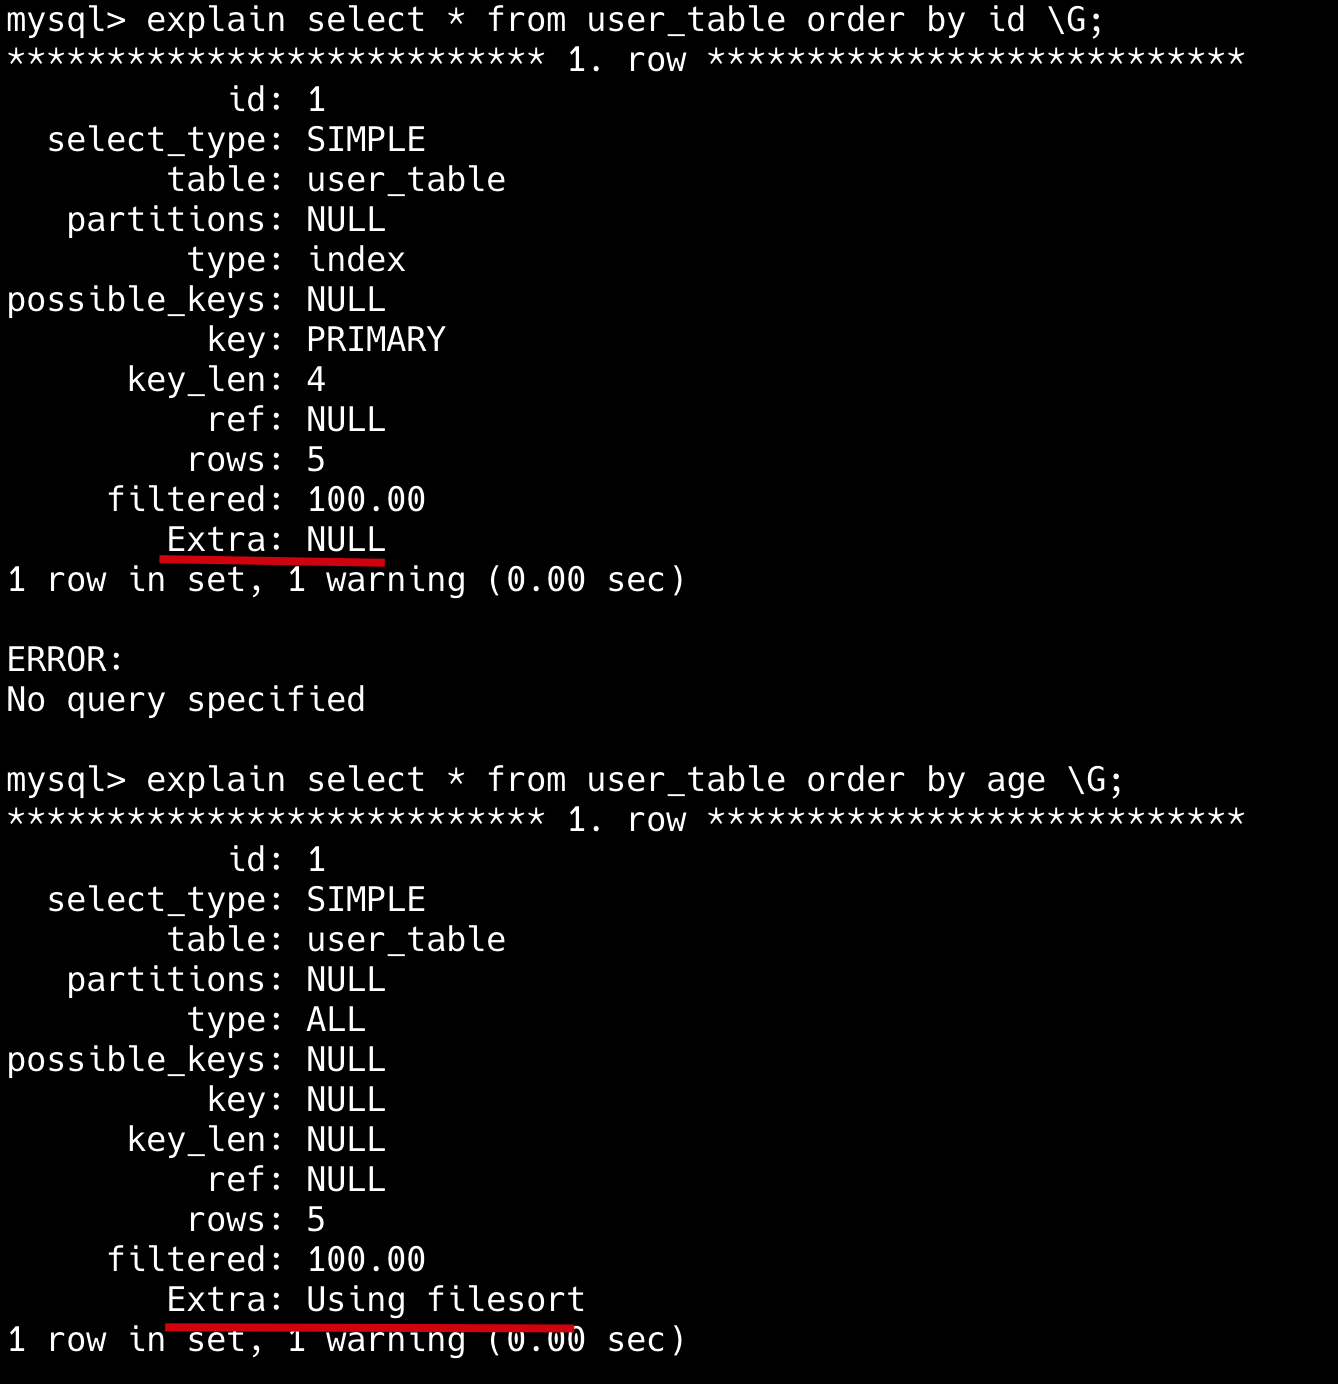 mysql> explain select * from user_table order by id \G;
*************************** 1. row ***************************
           id: 1
  select_type: SIMPLE
        table: user_table
   partitions: NULL
         type: index
possible_keys: NULL
          key: PRIMARY
      key_len: 4
          ref: NULL
         rows: 5
     filtered: 100.00
        Extra: NULL
1 row in set, 1 warning (0.00 sec)

ERROR:
No query specified

mysql> explain select * from user_table order by age \G;
*************************** 1. row ***************************
           id: 1
  select_type: SIMPLE
        table: user_table
   partitions: NULL
         type: ALL
possible_keys: NULL
          key: NULL
      key_len: NULL
          ref: NULL
         rows: 5
     filtered: 100.00
        Extra: Using filesort
1 row in set, 1 warning (0.00 sec)